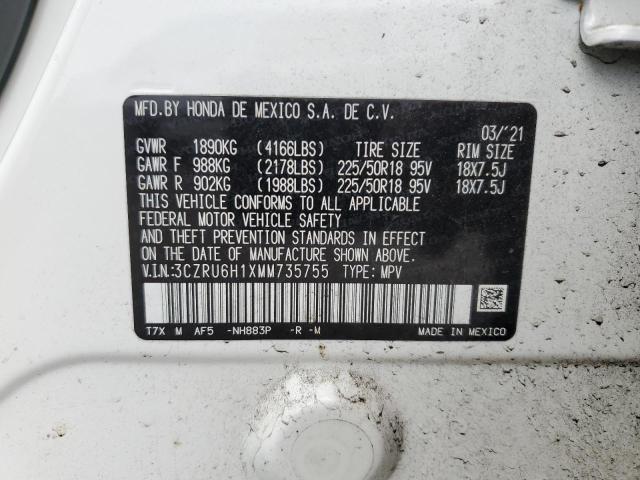 MFD.BY HONDA DE MEXICO S.A. DE C.V.
03/'21
GVWR 1890KG (4166LBS) TIRE SIZE RIM SIZE
GAWR F 988KG (2178LBS) 225/50R18 95V 18X7.5J
GAWR R 902KG (1988LBS) 225/50R18 95V 18X7.5J
THIS VEHICLE CONFORMS TO ALL APPLICABLE
FEDERAL MOTOR VEHICLE SAFETY
AND THEFT PREVENTION STANDARDS IN EFFECT
ON THE DATE OF MANUFACTURE SHOWN ABOVE.
V.I.N.:3CZRU6H1XMM735755 TYPE: MPV
T7X M AF5 -NH883P -R -M MADE IN MEXICO